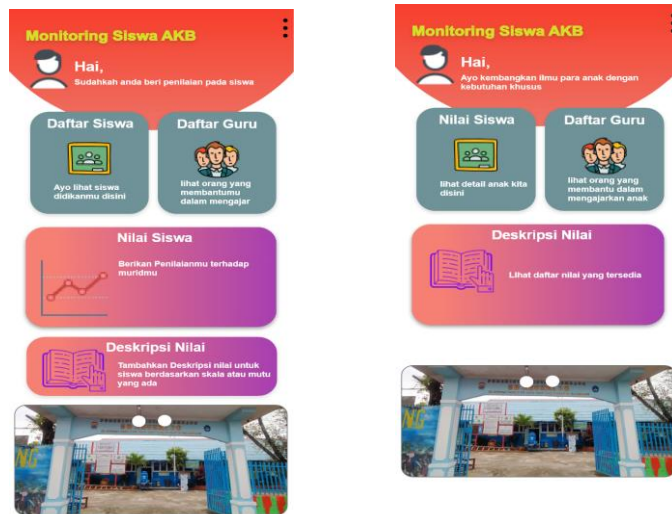 Monitoring Siswa AKB
Hai,
Sudahkah anda beri penilaian pada siswa
Daftar Siswa
Ayo lihat siswa
didikanmu disini
Daftar Guru
lihat orang yang
membantumu
dalam mengajar
Nilai Siswa
Berikan Penilaianmu terhadap
muridmu
Deskripsi Nilai
Tambahkan Deskripsi nilai untuk
siswa berdasarkan skala atau mutu
yang ada
Monitoring Siswa AKB
Hai,
Ayo kembangkan ilmu para anak dengan
kebutuhan khusus
Nilai Siswa
lihat detail anak kita
disini
Daftar Guru
lihat orang yang
membantu dalam
mengajarkan anak
Deskripsi Nilai
Lihat daftar nilai yang tersedia